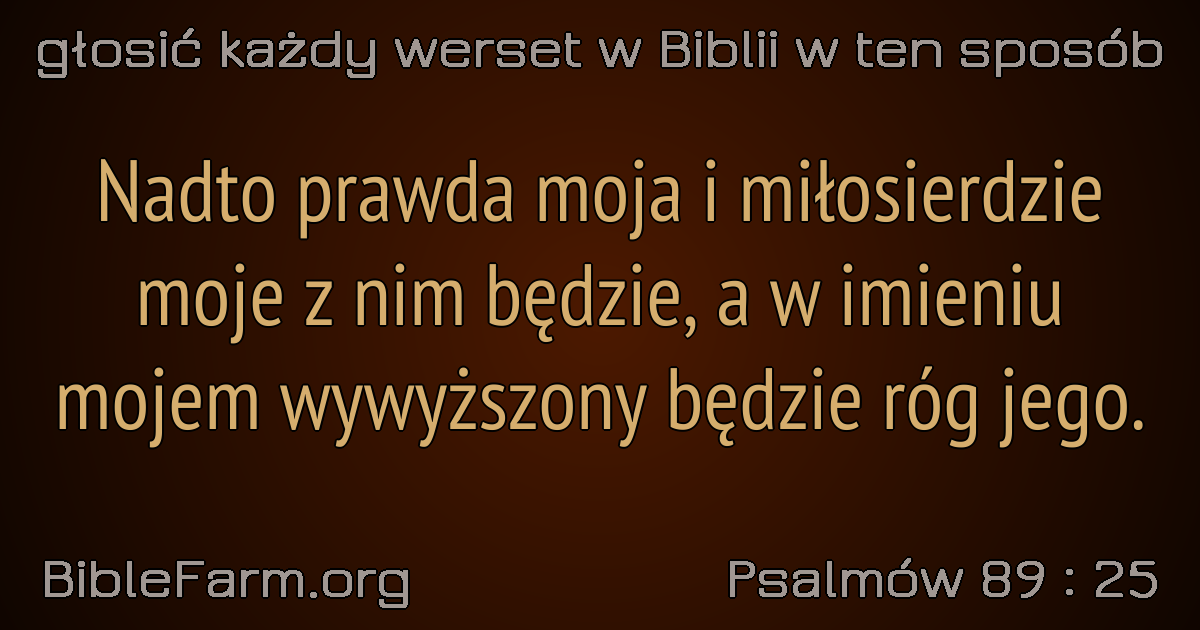 głosić każdy werset w Biblii w ten sposób
Nadto prawda moja i miłosierdzie
moje z nim będzie, a w imieniu
mojem wywyższony będzie róg jego.
BibleFarm.org
Psalmów 89 : 25